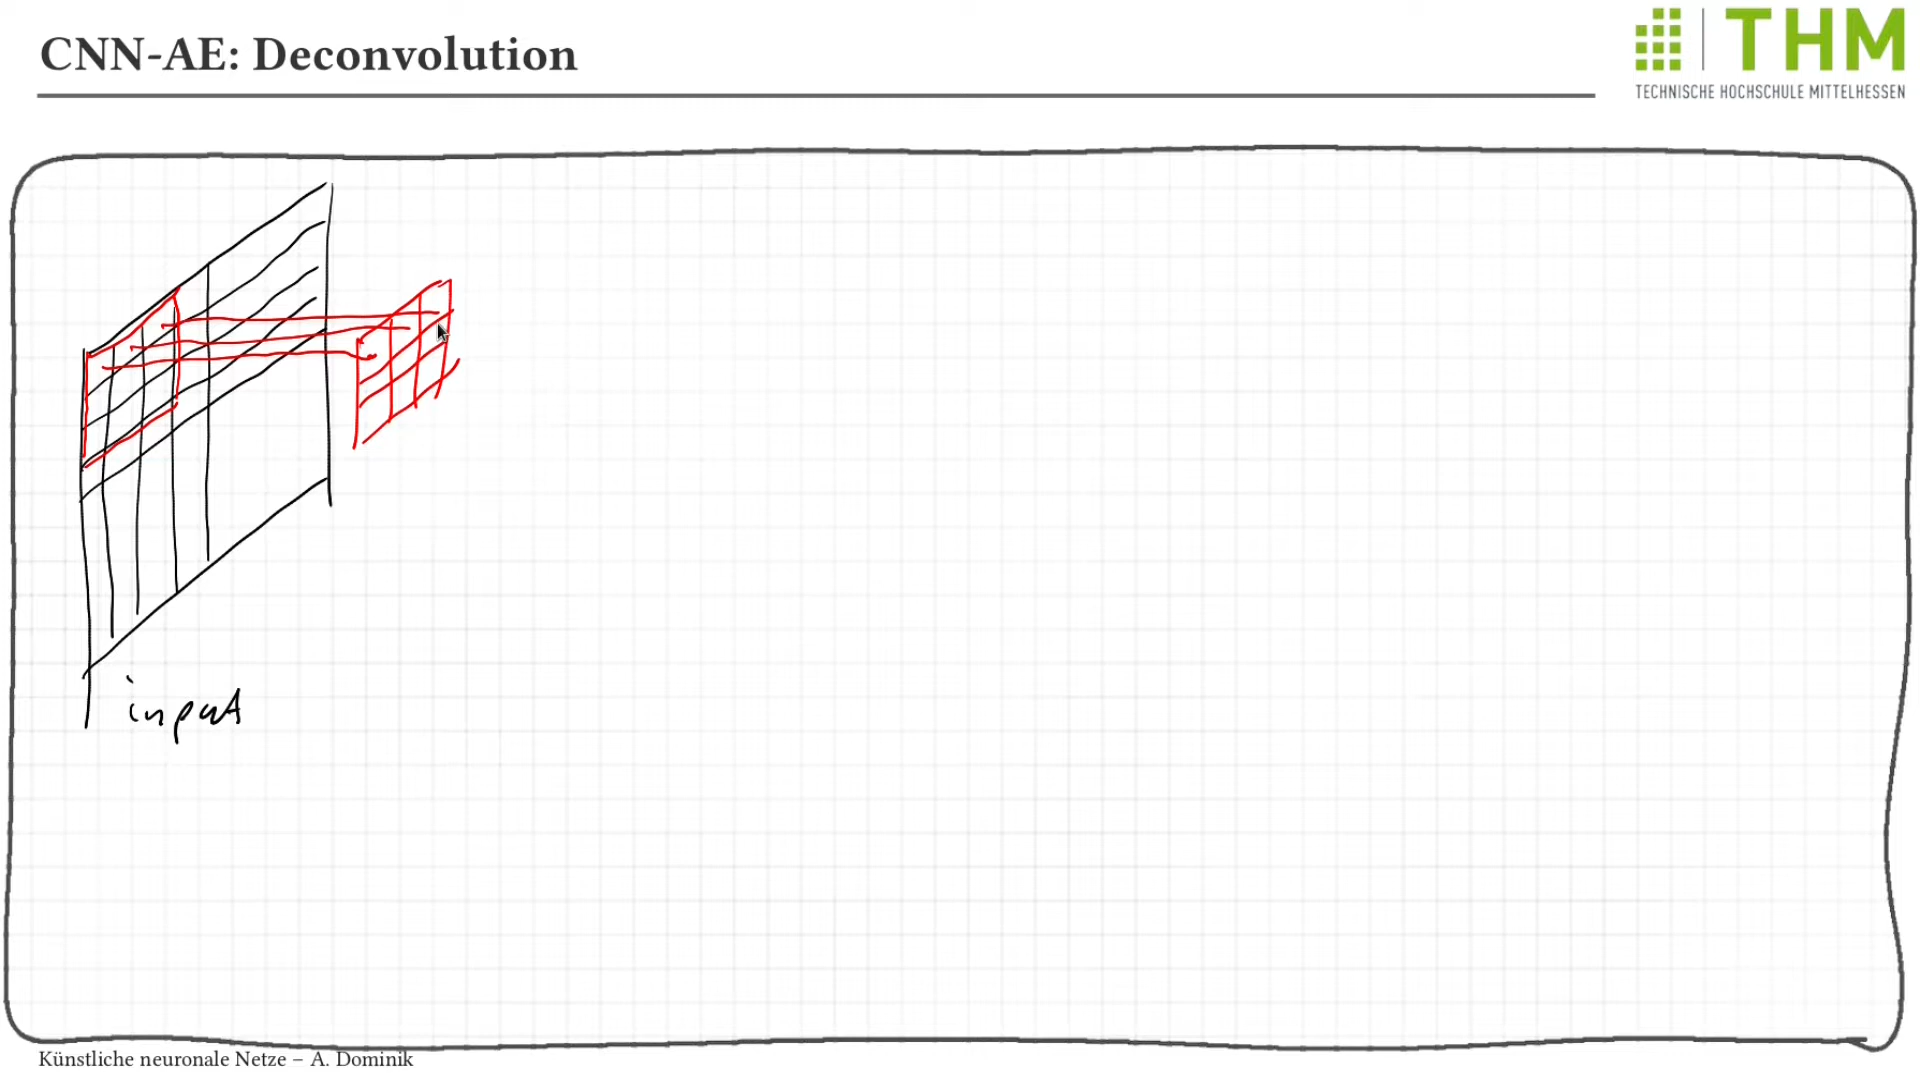 CNN-AE: Deconvolution
THM
TECHNISCHE HOCHSCHULE MITTELHESSEN
input
Künstliche neuronale Netze – A. Dominik